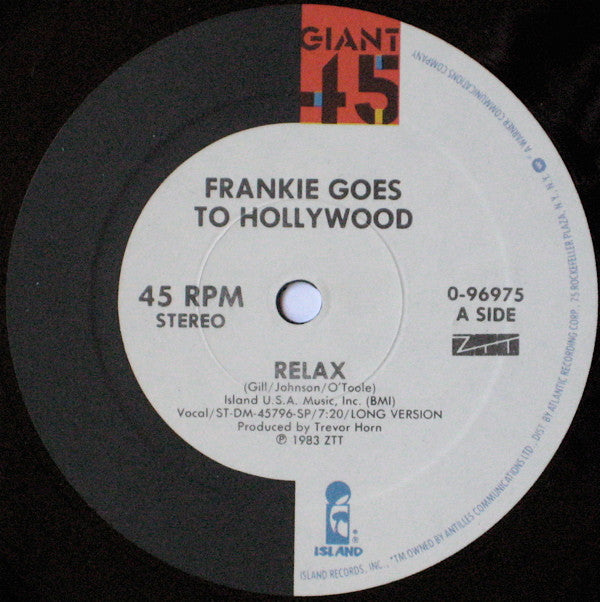 GIANT
45
FRANKIE GOES
TO HOLLYWOOD
45 RPM
STEREO
0-96975
A SIDE
ZTT
RELAX
(Gill/Johnson/O'Toole)
Island U.S.A. Music, Inc. (BMI)
Vocal/ST-DM-45796-SP/7:20/LONG VERSION
Produced by Trevor Horn
℗ 1983 ZTT
ISLAND®
ISLAND RECORDS, INC., *TM OWNED BY ANTILLES COMMUNICATIONS LTD. DIST. BY ATLANTIC RECORDING CORP., 75 ROCKEFELLER PLAZA, N.Y., N.Y. A WARNER COMMUNICATIONS COMPANY